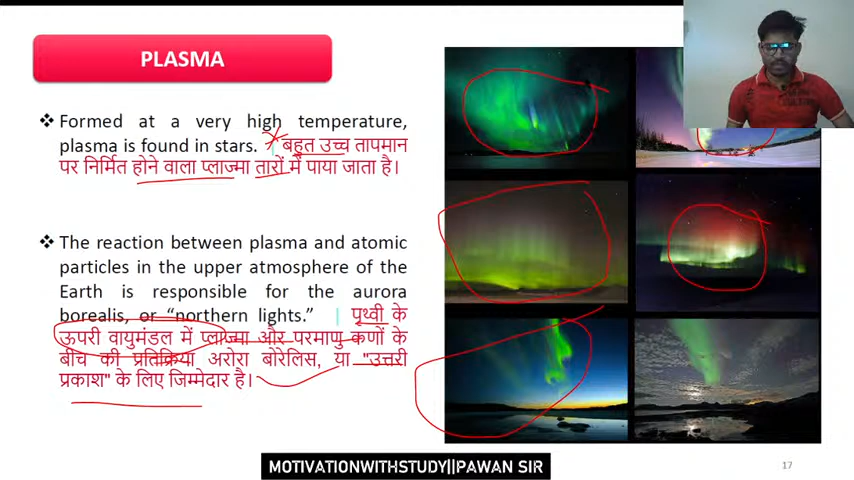 PLASMA
❖ Formed at a very high temperature,
plasma is found in stars. बहुत उच्च तापमान
पर निर्मित होने वाला प्लाज्मा तारों में पाया जाता है।
❖ The reaction between plasma and atomic
particles in the upper atmosphere of the
Earth is responsible for the aurora
borealis, or “northern lights.” पृथ्वी के
ऊपरी वायुमंडल में प्लाज्मा और परमाणु कणों के
बीच की प्रतिक्रिया अरोरा बोरेलिस, या "उत्तरी
प्रकाश" के लिए जिम्मेदार है।
MOTIVATIONWITHSTUDY||PAWAN SIR
17